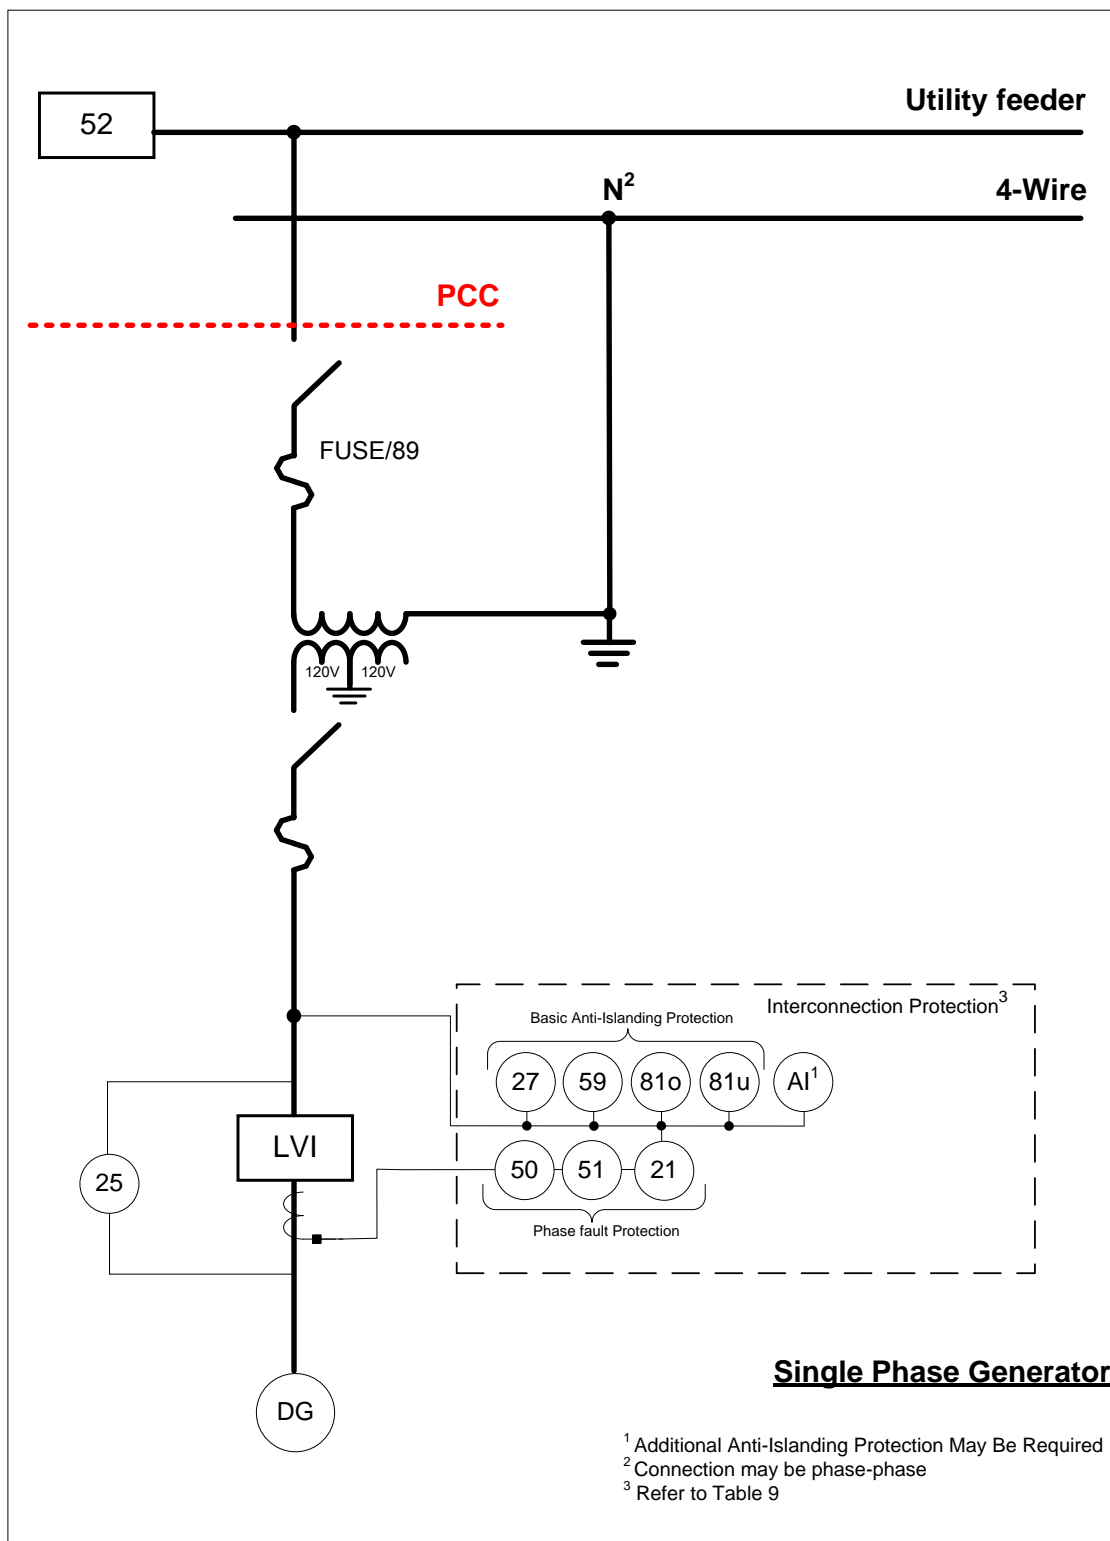 52
Utility feeder
N²
4-Wire
PCC
FUSE/89
120V 120V
Interconnection Protection³
Basic Anti-Islanding Protection
27 59 81o 81u AI¹
LVI
25
50 51 21
Phase fault Protection
Single Phase Generator
DG
¹ Additional Anti-Islanding Protection May Be Required
² Connection may be phase-phase
³ Refer to Table 9